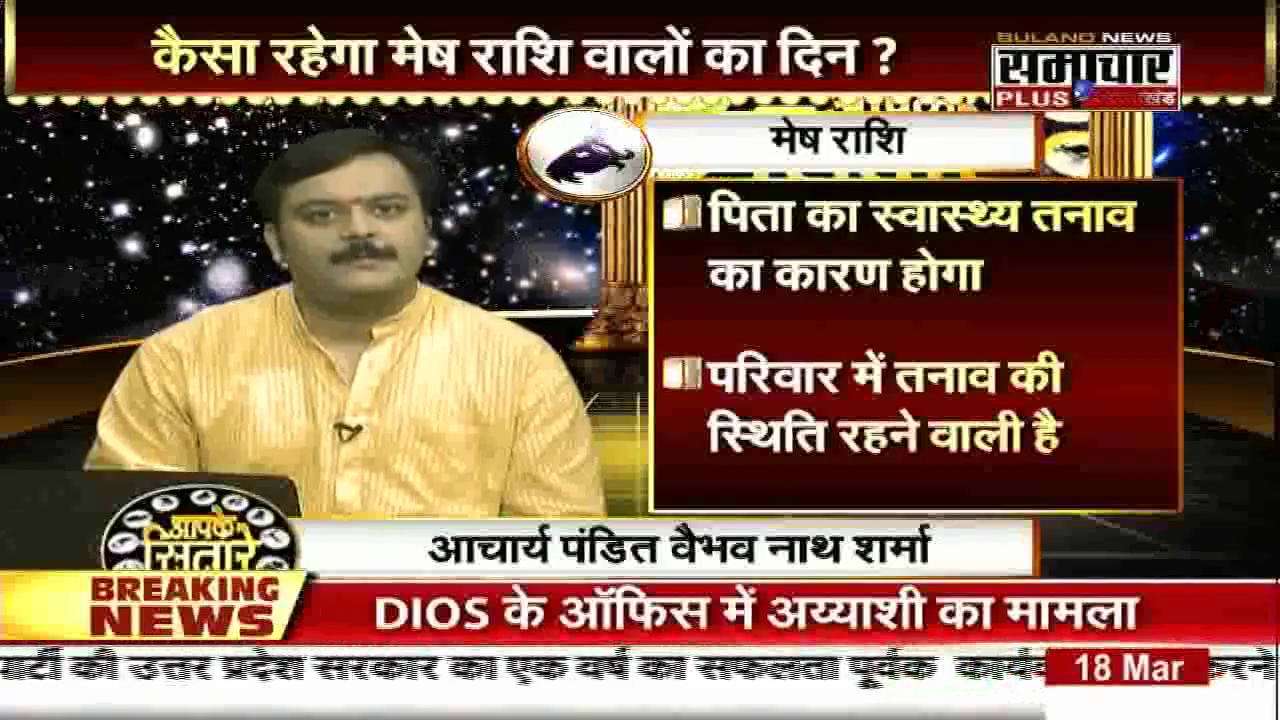 कैसा रहेगा मेष राशि वालों का दिन ?
BULAND NEWS
समाचार
PLUS
मेष राशि
पिता का स्वास्थ्य तनाव
का कारण होगा
परिवार में तनाव की
स्थिति रहने वाली है
आपके
सितारे
आचार्य पंडित वैभव नाथ शर्मा
BREAKING
NEWS
DIOS के ऑफिस में अय्याशी का मामला
की उत्तर प्रदेश सरकार का एक वर्ष का सफलता पूर्वक
18 Mar